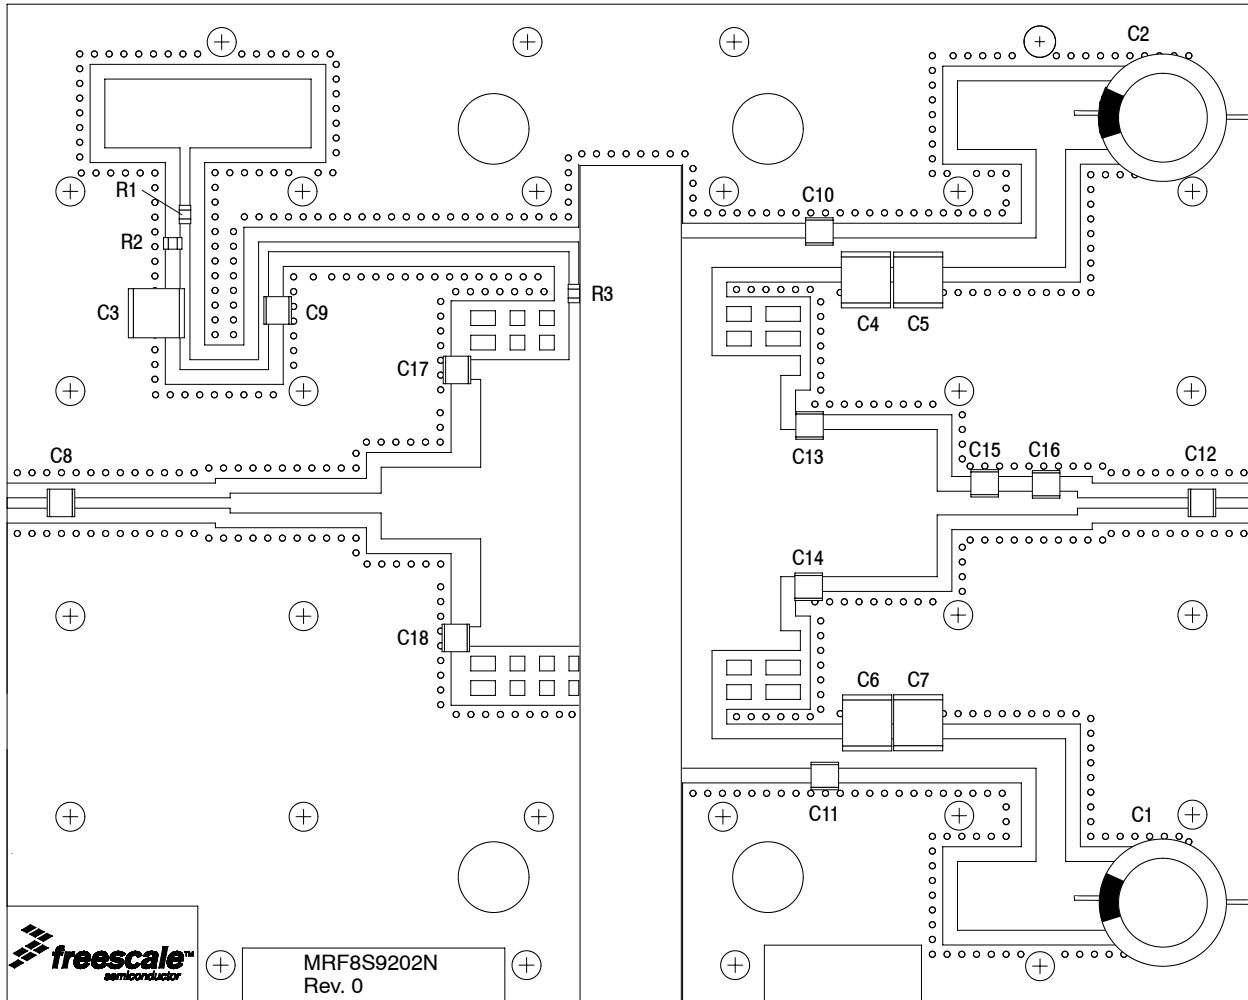 C2
R1
C10
R2
R3
C3
C9
C4 C5
C17
C13
C8
C15 C16
C12
C14
C18
C6 C7
C11
C1
freescale™
semiconductor
MRF8S9202N
Rev. 0